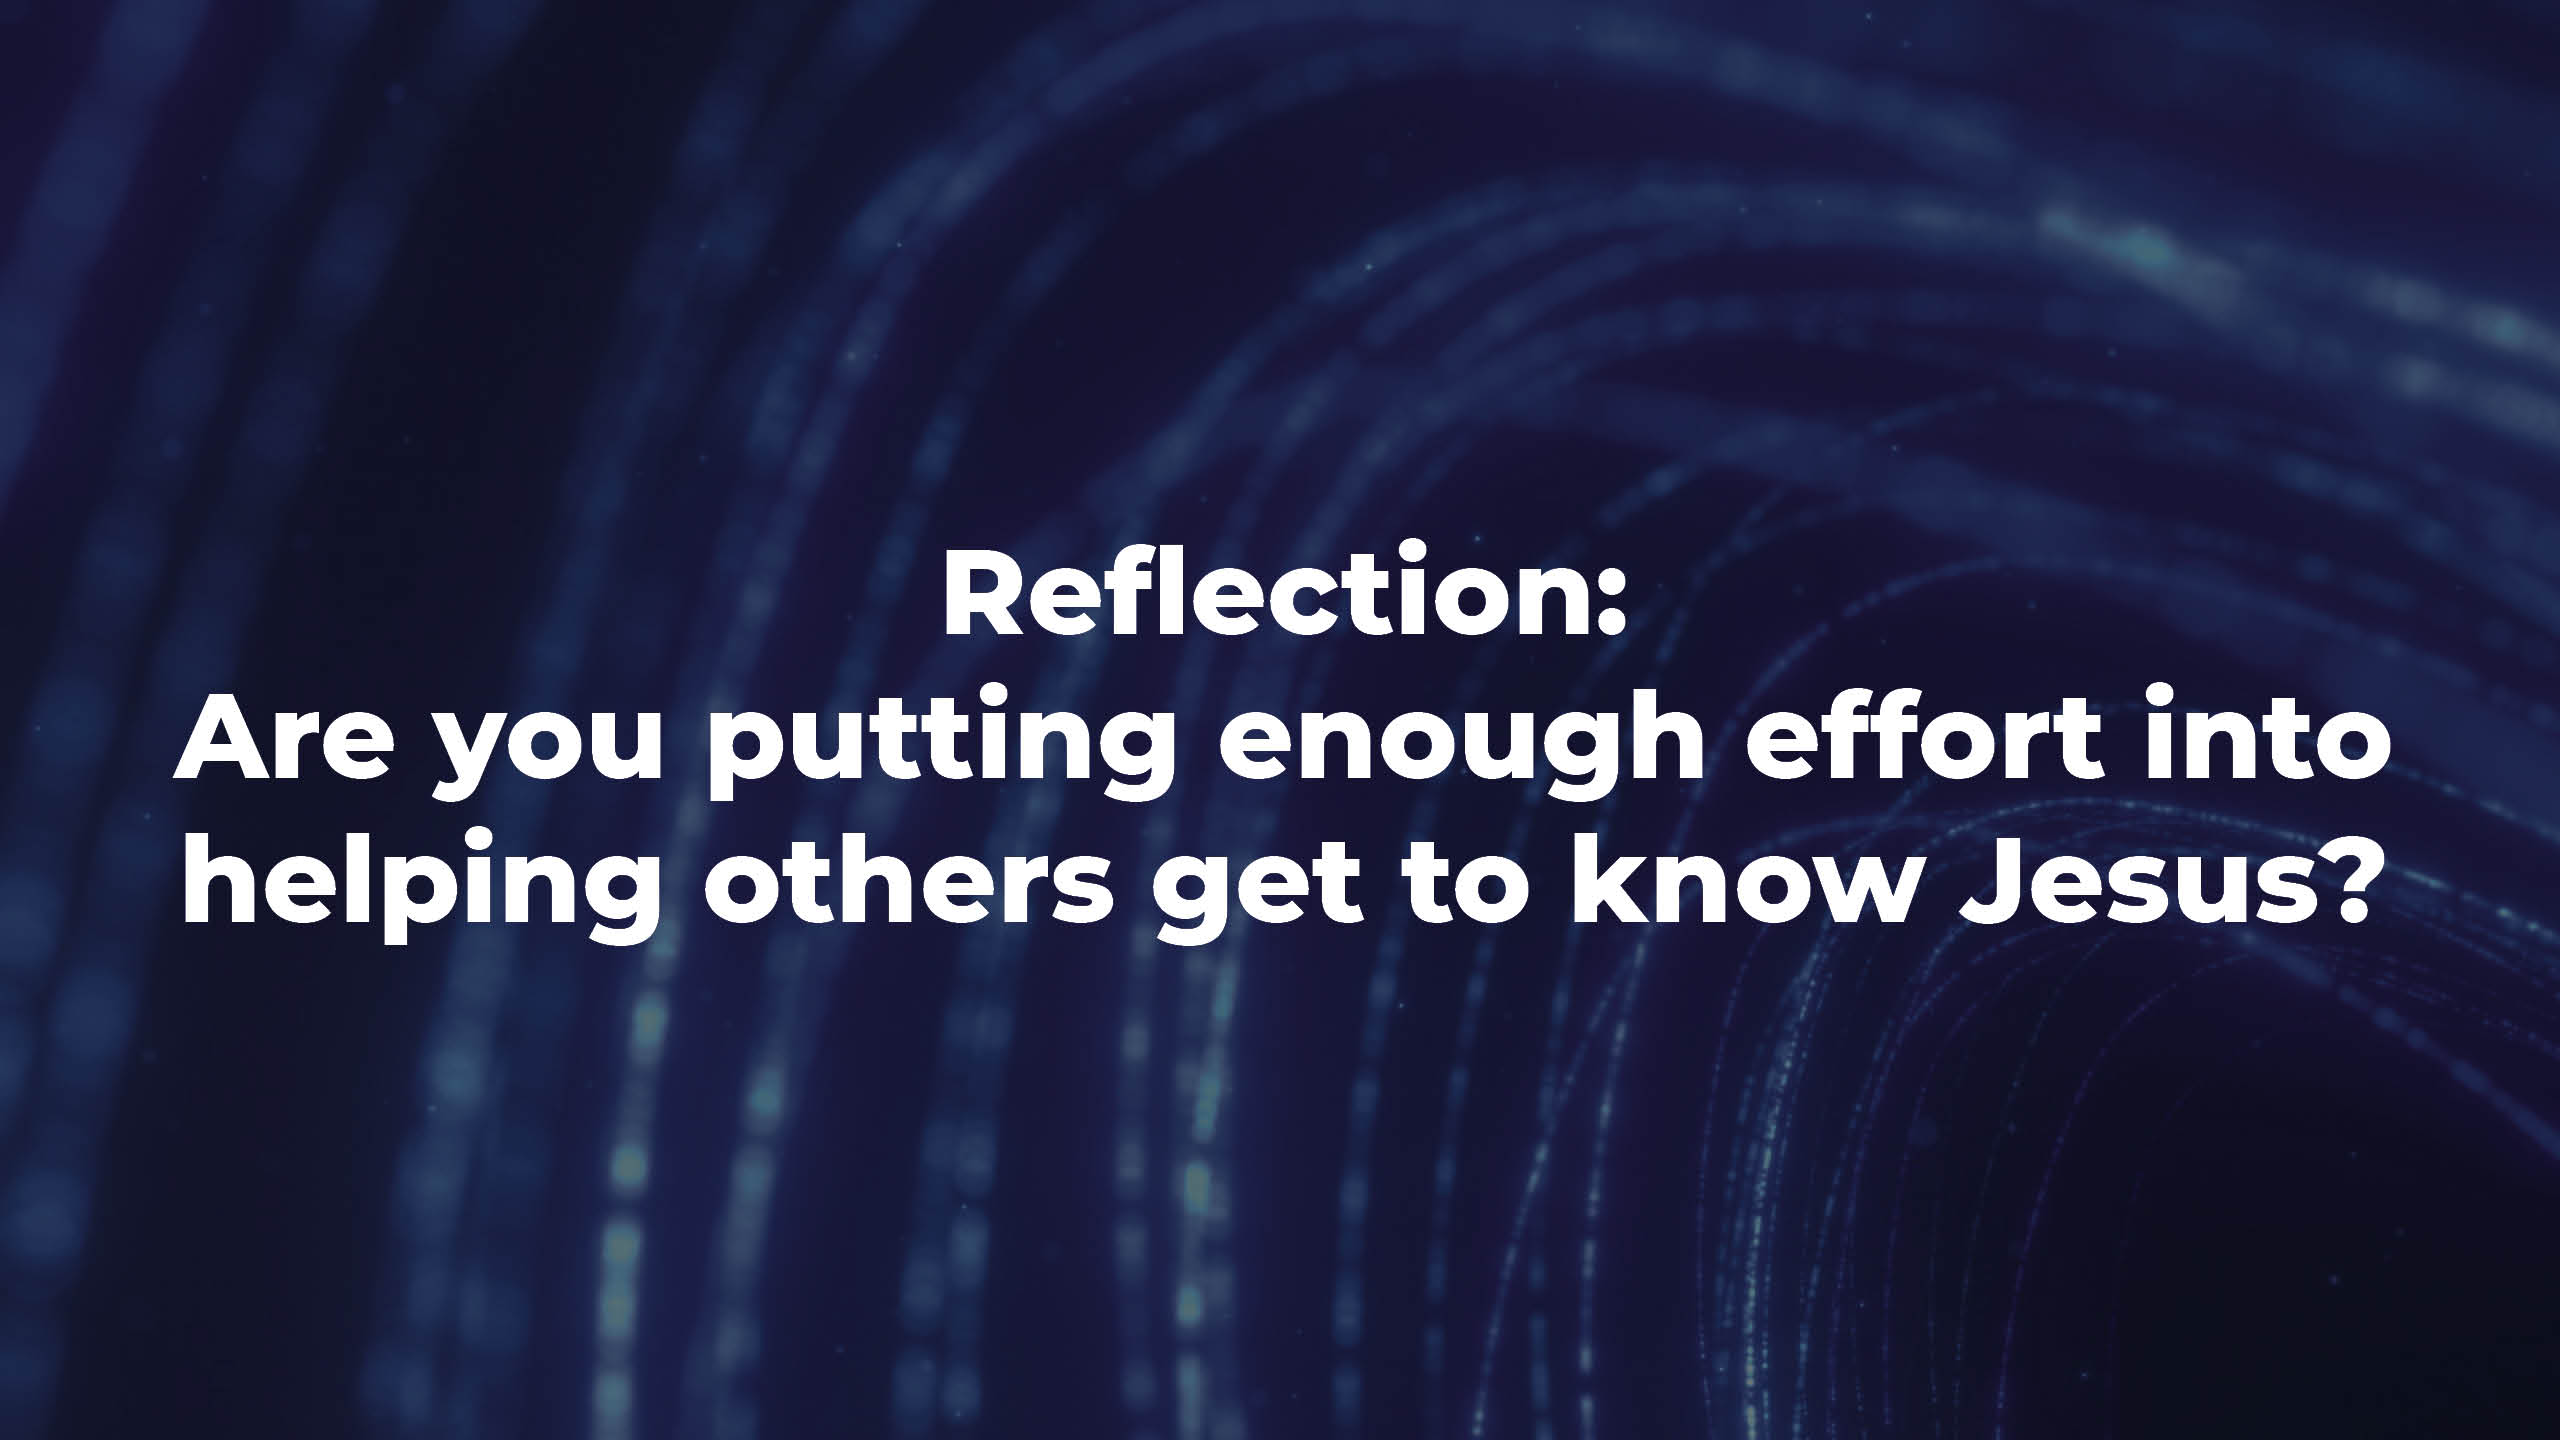 Reflection:
Are you putting enough effort into
helping others get to know Jesus?